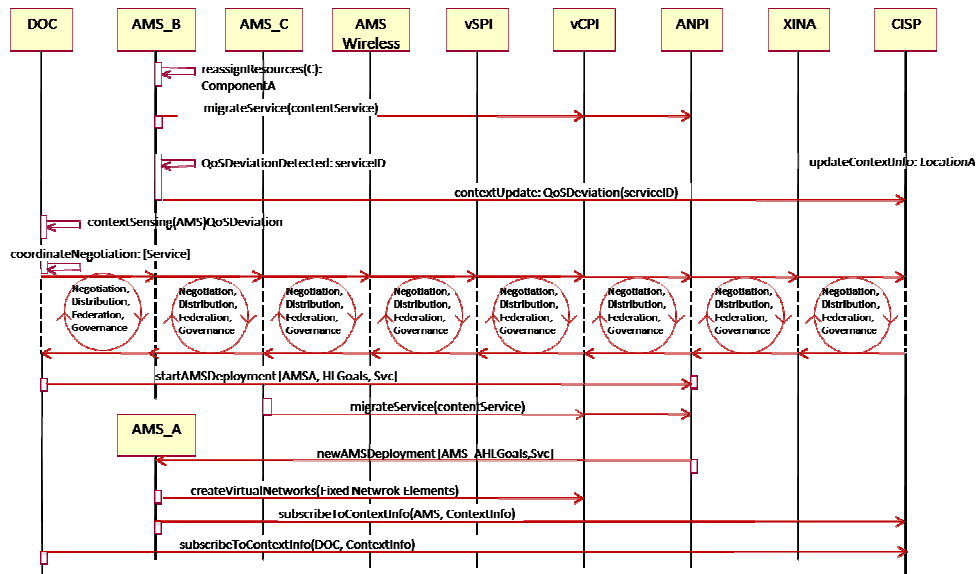 DOC
AMS_B
AMS_C
AMS
Wireless
vSPI
vCPI
ANPI
XINA
CISP
reassignResources(C):
ComponentA
migrateService(contentService)
QoSDeviationDetected: serviceID
updateContextInfo: LocationA
contextUpdate: QoSDeviation(serviceID)
contextSensing(AMS)QoSDeviation
coordinateNegotiation: [Service]
Negotiation,
Distribution,
Federation,
Governance
Negotiation,
Distribution,
Federation,
Governance
Negotiation,
Distribution,
Federation,
Governance
Negotiation,
Distribution,
Federation,
Governance
Negotiation,
Distribution,
Federation,
Governance
Negotiation,
Distribution,
Federation,
Governance
Negotiation,
Distribution,
Federation,
Governance
Negotiation,
Distribution,
Federation,
Governance
startAMSDeployment [AMSA, HLGoals, Svc]
migrateService(contentService)
AMS_A
newAMSDeployment [AMS_AHLGoals,Svc]
createVirtualNetworks(Fixed Netwrok Elements)
subscribeToContextInfo(AMS, ContextInfo)
subscribeToContextInfo(DOC, ContextInfo)